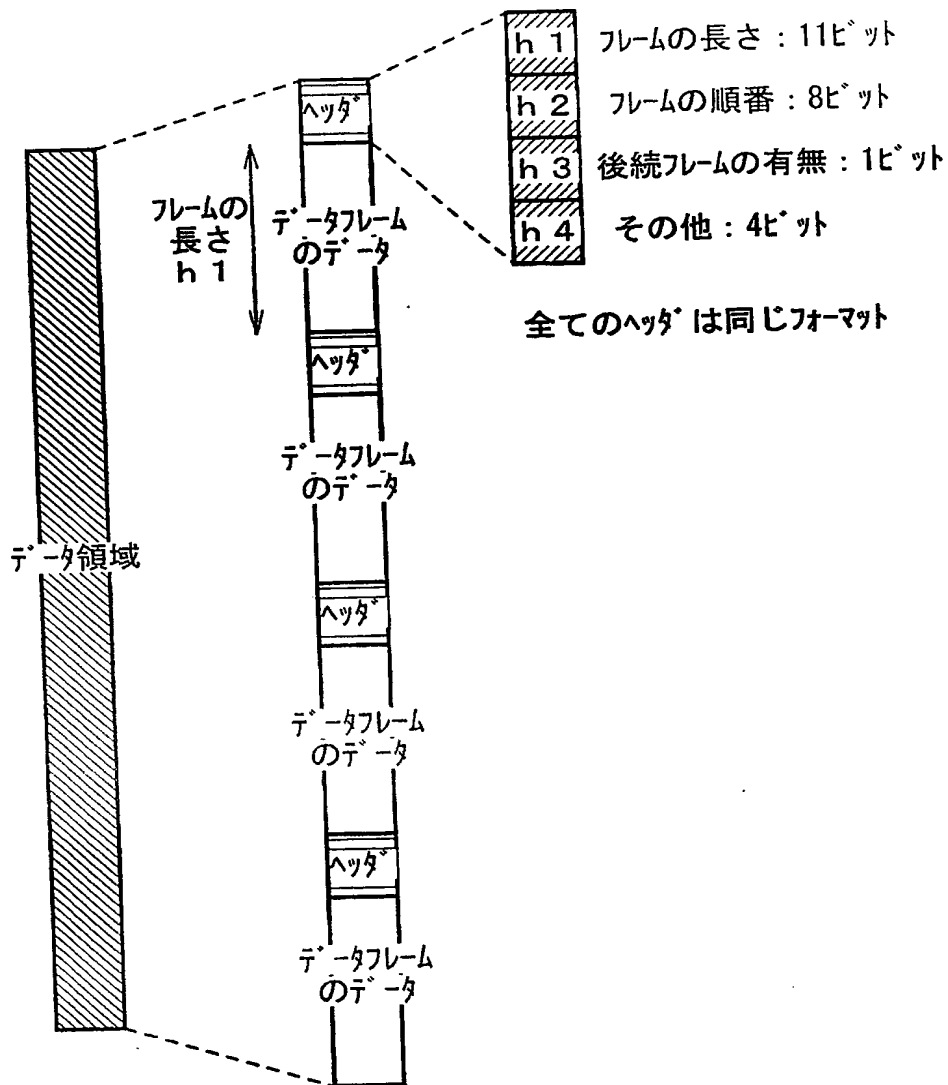 h1 フレームの長さ：11ビット
h2 フレームの順番：8ビット
h3 後続フレームの有無：1ビット
h4 その他：4ビット
全てのヘッダは同じフォーマット
データ領域
フレームの
長さ
h1
ヘッダ
データフレーム
のデータ
ヘッダ
データフレーム
のデータ
ヘッダ
データフレーム
のデータ
ヘッダ
データフレーム
のデータ